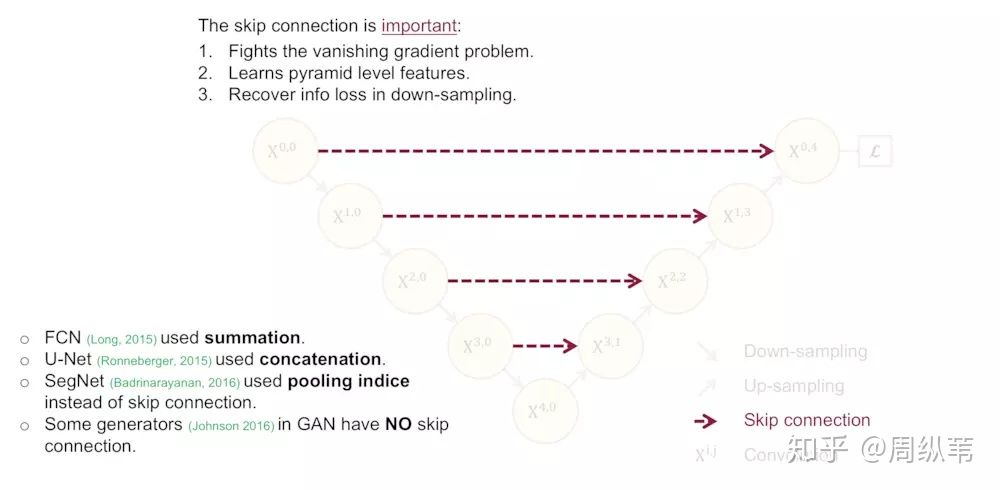 The skip connection is important:
1. Fights the vanishing gradient problem.
2. Learns pyramid level features.
3. Recover info loss in down-sampling.
X^0,0
X^0,4
ℒ
X^1,0
X^1,3
X^2,0
X^2,2
X^3,0
X^3,1
X^4,0
○ FCN (Long, 2015) used summation.
○ U-Net (Ronneberger, 2015) used concatenation.
○ SegNet (Badrinarayanan, 2016) used pooling indice
instead of skip connection.
○ Some generators (Johnson 2016) in GAN have NO skip
connection.
Down-sampling
Up-sampling
Skip connection
X^i,j Convolution
知乎 @周纵苇